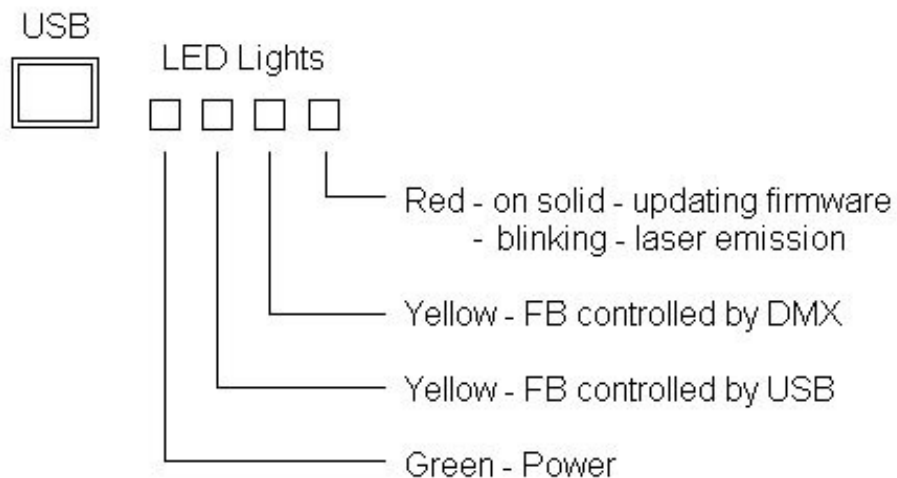 USB
LED Lights
Red - on solid - updating firmware
- blinking - laser emission
Yellow - FB controlled by DMX
Yellow - FB controlled by USB
Green - Power